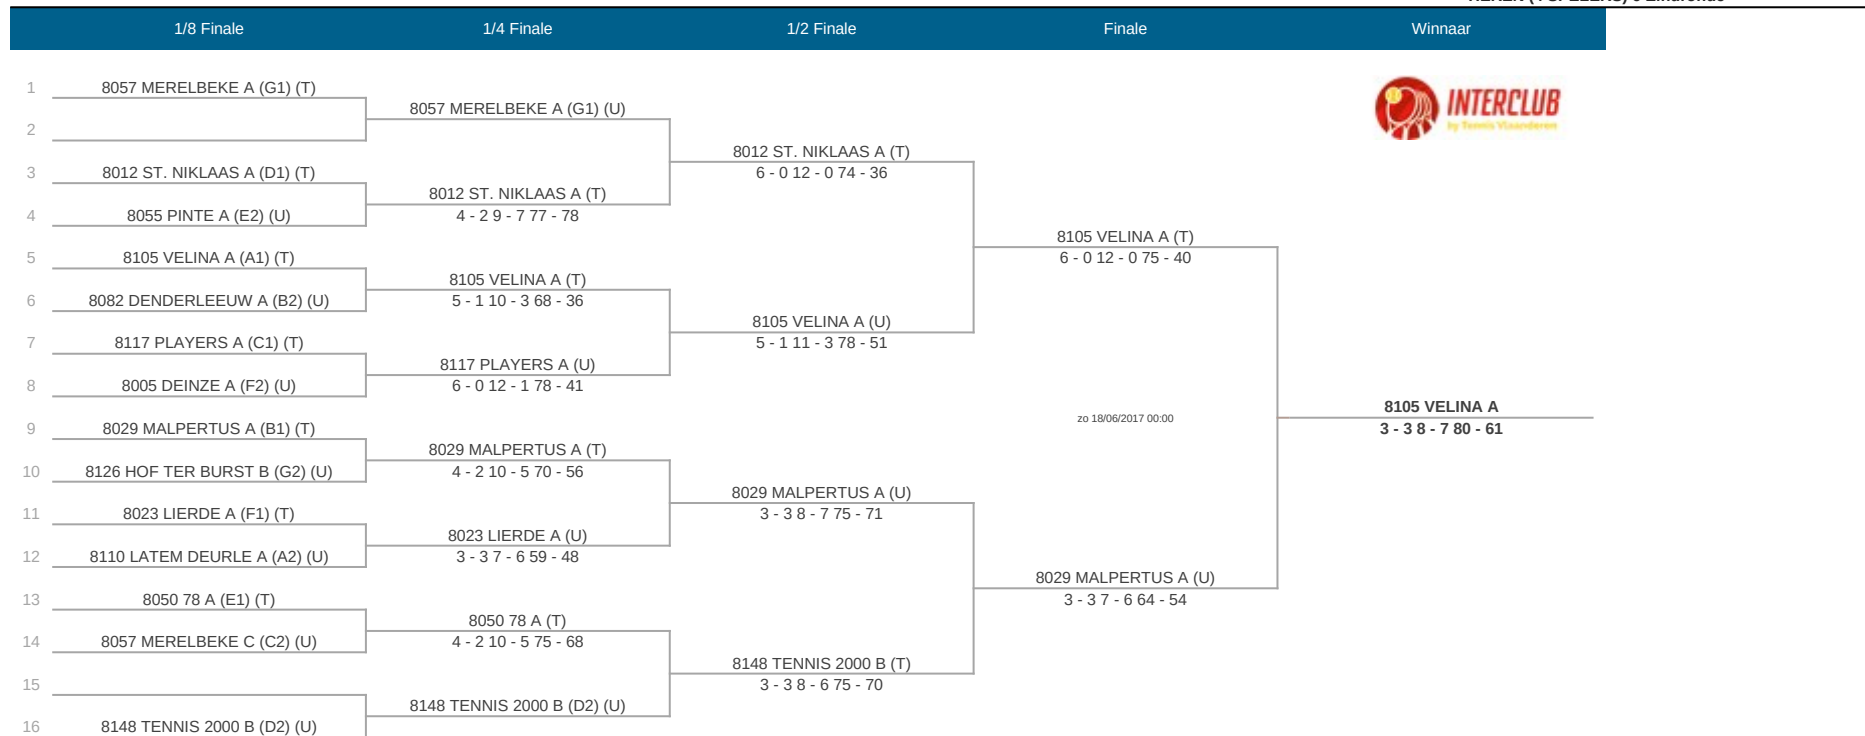 1/8 Finale 1/4 Finale 1/2 Finale Finale Winnaar
1 8057 MERELBEKE A (G1) (T)
8057 MERELBEKE A (G1) (U)
2
8012 ST. NIKLAAS A (T)
6 - 0 12 - 0 74 - 36
3 8012 ST. NIKLAAS A (D1) (T)
8012 ST. NIKLAAS A (T)
4 - 2 9 - 7 77 - 78
4 8055 PINTE A (E2) (U)
8105 VELINA A (T)
6 - 0 12 - 0 75 - 40
5 8105 VELINA A (A1) (T)
8105 VELINA A (T)
5 - 1 10 - 3 68 - 36
6 8082 DENDERLEEUW A (B2) (U)
8105 VELINA A (U)
5 - 1 11 - 3 78 - 51
7 8117 PLAYERS A (C1) (T)
8117 PLAYERS A (U)
6 - 0 12 - 1 78 - 41
8 8005 DEINZE A (F2) (U)
8105 VELINA A
zo 18/06/2017 00:00
3 - 3 8 - 7 80 - 61
9 8029 MALPERTUS A (B1) (T)
8029 MALPERTUS A (T)
4 - 2 10 - 5 70 - 56
10 8126 HOF TER BURST B (G2) (U)
8029 MALPERTUS A (U)
3 - 3 8 - 7 75 - 71
11 8023 LIERDE A (F1) (T)
8023 LIERDE A (U)
3 - 3 7 - 6 59 - 48
12 8110 LATEM DEURLE A (A2) (U)
8029 MALPERTUS A (U)
3 - 3 7 - 6 64 - 54
13 8050 78 A (E1) (T)
8050 78 A (T)
4 - 2 10 - 5 75 - 68
14 8057 MERELBEKE C (C2) (U)
8148 TENNIS 2000 B (T)
3 - 3 8 - 6 75 - 70
15
8148 TENNIS 2000 B (D2) (U)
16 8148 TENNIS 2000 B (D2) (U)
INTERCLUB
by Tennis Vlaanderen